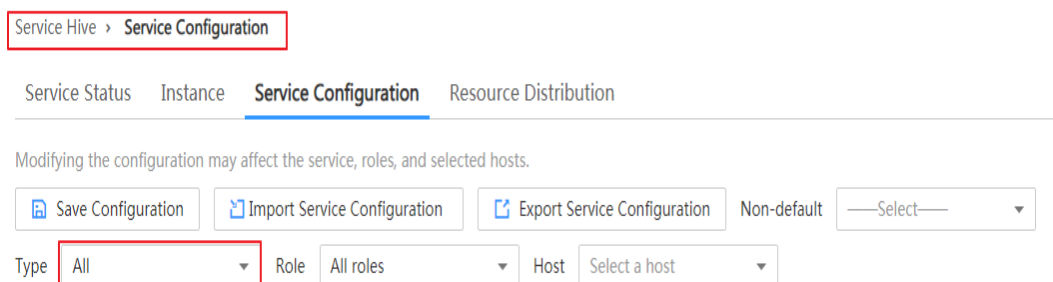 Service Hive > Service Configuration
Service Status Instance Service Configuration Resource Distribution
Modifying the configuration may affect the service, roles, and selected hosts.
Save Configuration Import Service Configuration Export Service Configuration Non-default ——Select——
Type All Role All roles Host Select a host